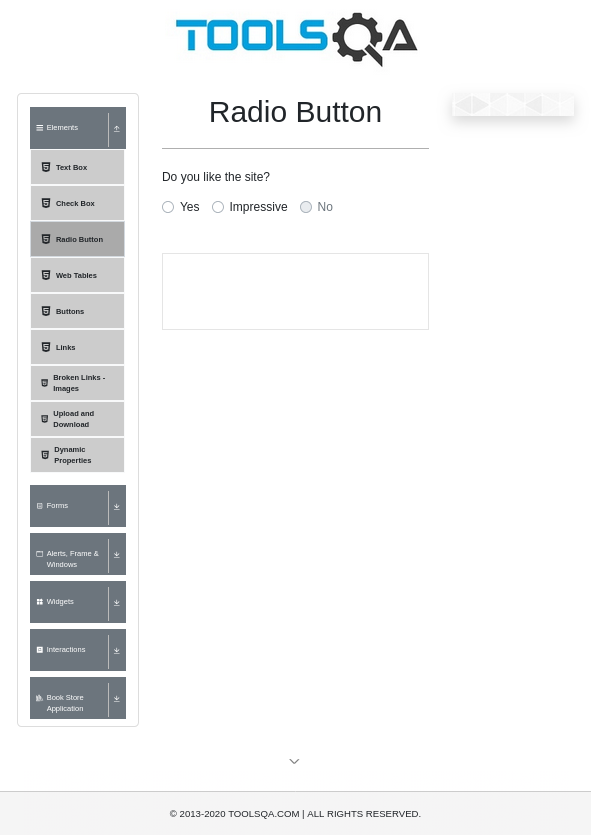 TOOLSQA
Elements
Text Box
Check Box
Radio Button
Web Tables
Buttons
Links
Broken Links -
Images
Upload and
Download
Dynamic
Properties
Forms
Alerts, Frame &
Windows
Widgets
Interactions
Book Store
Application
Radio Button
Do you like the site?
Yes
Impressive
No
© 2013-2020 TOOLSQA.COM | ALL RIGHTS RESERVED.